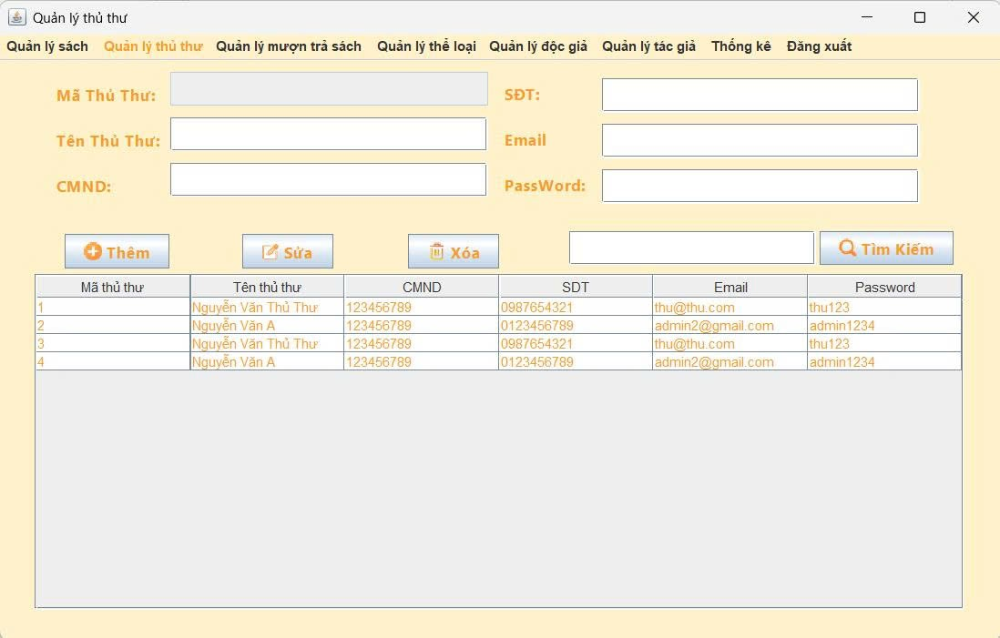 Quản lý thủ thư
Quản lý sách Quản lý thủ thư Quản lý mượn trả sách Quản lý thể loại Quản lý độc giả Quản lý tác giả Thống kê Đăng xuất
Mã Thủ Thư: SĐT:
Tên Thủ Thư: Email
CMND: PassWord:
Thêm Sửa Xóa Tìm Kiếm
Mã thủ thư Tên thủ thư CMND SDT Email Password
1 Nguyễn Văn Thủ Thư 123456789 0987654321 thu@thu.com thu123
2 Nguyễn Văn A 123456789 0123456789 admin2@gmail.com admin1234
3 Nguyễn Văn Thủ Thư 123456789 0987654321 thu@thu.com thu123
4 Nguyễn Văn A 123456789 0123456789 admin2@gmail.com admin1234